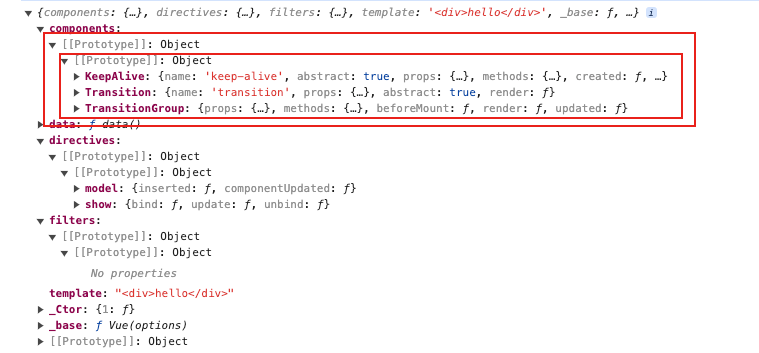 {components: {…}, directives: {…}, filters: {…}, template: '<div>hello</div>', _base: ƒ, …} i
components:
[[Prototype]]: Object
[[Prototype]]: Object
KeepAlive: {name: 'keep-alive', abstract: true, props: {…}, methods: {…}, created: ƒ, …}
Transition: {name: 'transition', props: {…}, abstract: true, render: ƒ}
TransitionGroup: {props: {…}, methods: {…}, beforeMount: ƒ, render: ƒ, updated: ƒ}
data: ƒ data()
directives:
[[Prototype]]: Object
[[Prototype]]: Object
model: {inserted: ƒ, componentUpdated: ƒ}
show: {bind: ƒ, update: ƒ, unbind: ƒ}
filters:
[[Prototype]]: Object
[[Prototype]]: Object
No properties
template: "<div>hello</div>"
_Ctor: {1: ƒ}
_base: ƒ Vue(options)
[[Prototype]]: Object